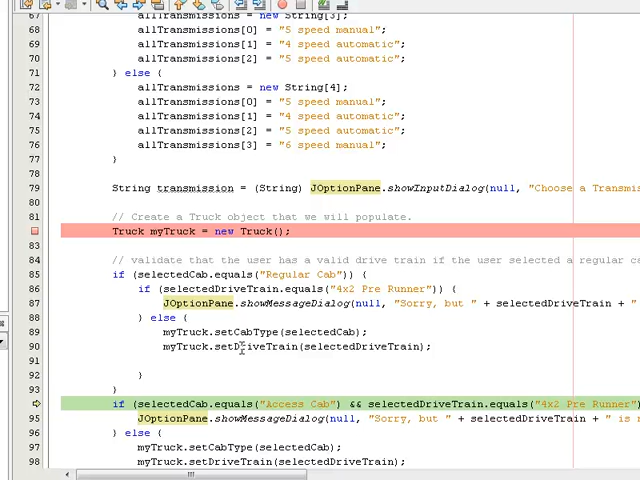 67 allTransmissions = new String[3];
68 allTransmissions[0] = "5 speed manual";
69 allTransmissions[1] = "4 speed automatic";
70 allTransmissions[2] = "5 speed automatic";
71 } else {
72 allTransmissions = new String[4];
73 allTransmissions[0] = "5 speed manual";
74 allTransmissions[1] = "4 speed automatic";
75 allTransmissions[2] = "5 speed automatic";
76 allTransmissions[3] = "6 speed manual";
77 }
78
79 String transmission = (String) JOptionPane.showInputDialog(null, "Choose a Transmis
80
81 // Create a Truck object that we will populate.
Truck myTruck = new Truck();
83
84 // validate that the user has a valid drive train if the user selected a regular ca
85 if (selectedCab.equals("Regular Cab")) {
86 if (selectedDriveTrain.equals("4x2 Pre Runner")) {
87 JOptionPane.showMessageDialog(null, "Sorry, but " + selectedDriveTrain + "
88 } else {
89 myTruck.setCabType(selectedCab);
90 myTruck.setDriveTrain(selectedDriveTrain);
91
92 }
93 }
if (selectedCab.equals("Access Cab") && selectedDriveTrain.equals("4x2 Pre Runner")
95 JOptionPane.showMessageDialog(null, "Sorry, but " + selectedDriveTrain + " is n
96 } else {
97 myTruck.setCabType(selectedCab);
98 myTruck.setDriveTrain(selectedDriveTrain);